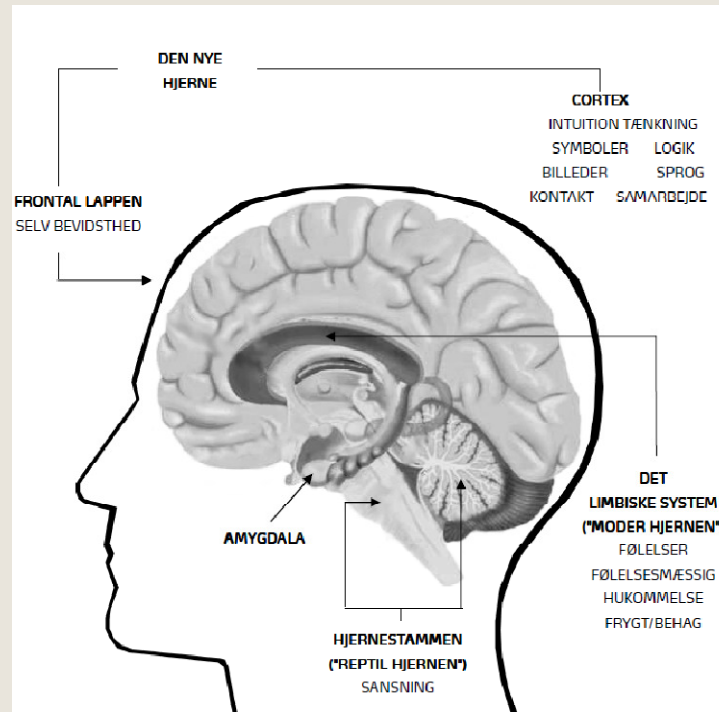 DEN NYE
HJERNE
CORTEX
INTUITION TÆNKNING
SYMBOLER LOGIK
BILLEDER SPROG
KONTAKT SAMARBEJDE
FRONTAL LAPPEN
SELV BEVIDSTHED
DET
LIMBISKE SYSTEM
("MODER HJERNEN"
FØLELSER
FØLELSESMÆSSIG
HUKOMMELSE
FRYGT/BEHAG
AMYGDALA
HJERNESTAMMEN
("REPTIL HJERNEN")
SANSNING